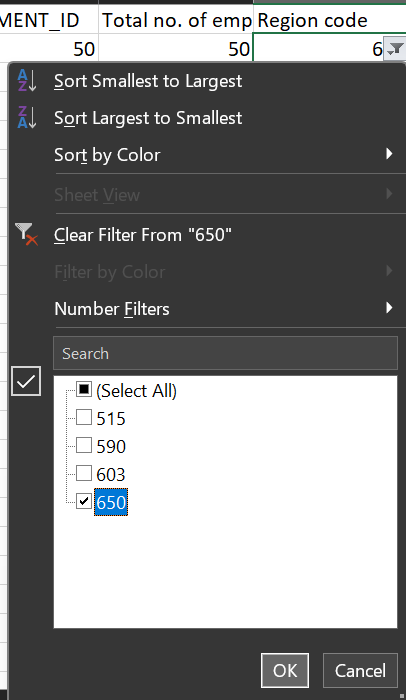 MENT_ID Total no. of emp Region code
50 50 6
Sort Smallest to Largest
Sort Largest to Smallest
Sort by Color
Sheet View
Clear Filter From "650"
Filter by Color
Number Filters
Search
(Select All)
515
590
603
650
OK Cancel